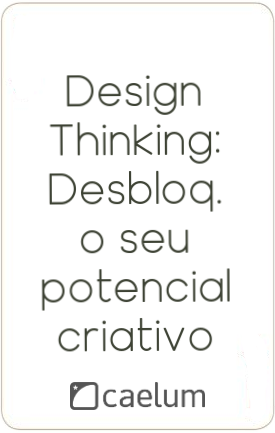 Design
Thinking:
Desbloq.
o seu
potencial
criativo
caelum